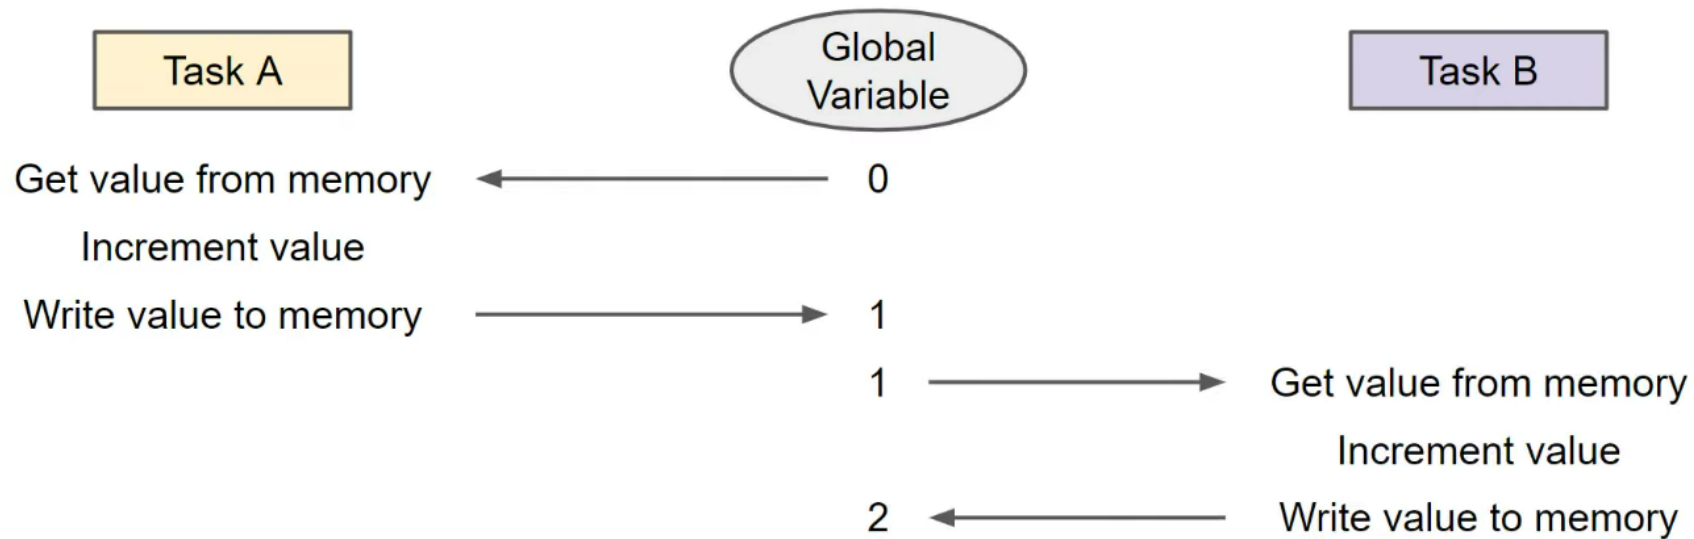 Task A
Global
Variable
Task B
Get value from memory
0
Increment value
Write value to memory
1
1
Get value from memory
Increment value
2
Write value to memory